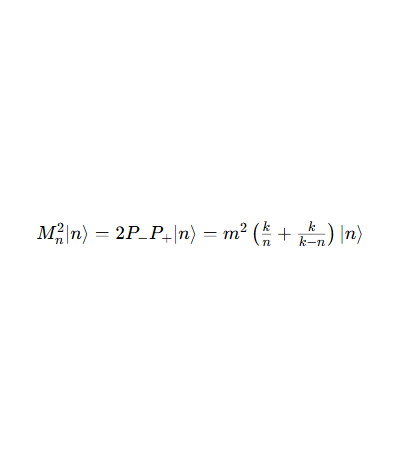 $M_n^2|n\rangle = 2P_-P_+|n\rangle = m^2 \left( \frac{k}{n} + \frac{k}{k-n} \right) |n\rangle$